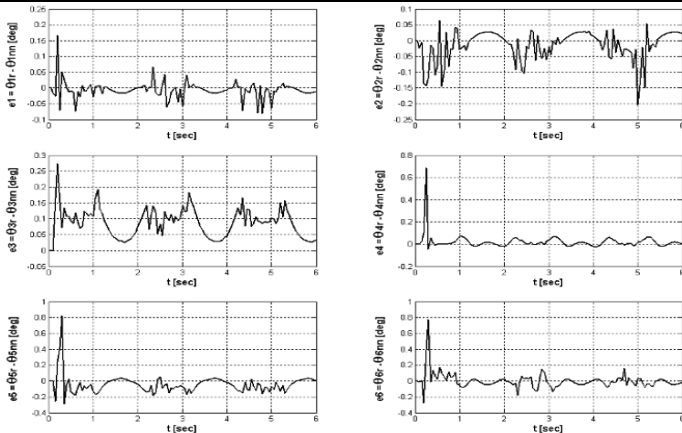 0.25
0.2
0.15
0.1
0.05
0
-0.05
-0.1
0 1 2 3 4 5 6
t [sec]
e1 = θ1r - θ1nn [deg]
0.1
0.05
0
-0.05
-0.1
-0.15
-0.2
-0.25
0 1 2 3 4 5 6
t [sec]
e2 = θ2r - θ2nn [deg]
0.3
0.25
0.2
0.15
0.1
0.05
0
-0.05
0 1 2 3 4 5 6
t [sec]
e3 = θ3r - θ3nn [deg]
0.8
0.6
0.4
0.2
0
-0.2
0 1 2 3 4 5 6
t [sec]
e4 = θ4r - θ4nn [deg]
1
0.8
0.6
0.4
0.2
0
-0.2
-0.4
0 1 2 3 4 5 6
t [sec]
e5 = θ5r - θ5nn [deg]
1
0.8
0.6
0.4
0.2
0
-0.2
-0.4
0 1 2 3 4 5 6
t [sec]
e6 = θ6r - θ6nn [deg]